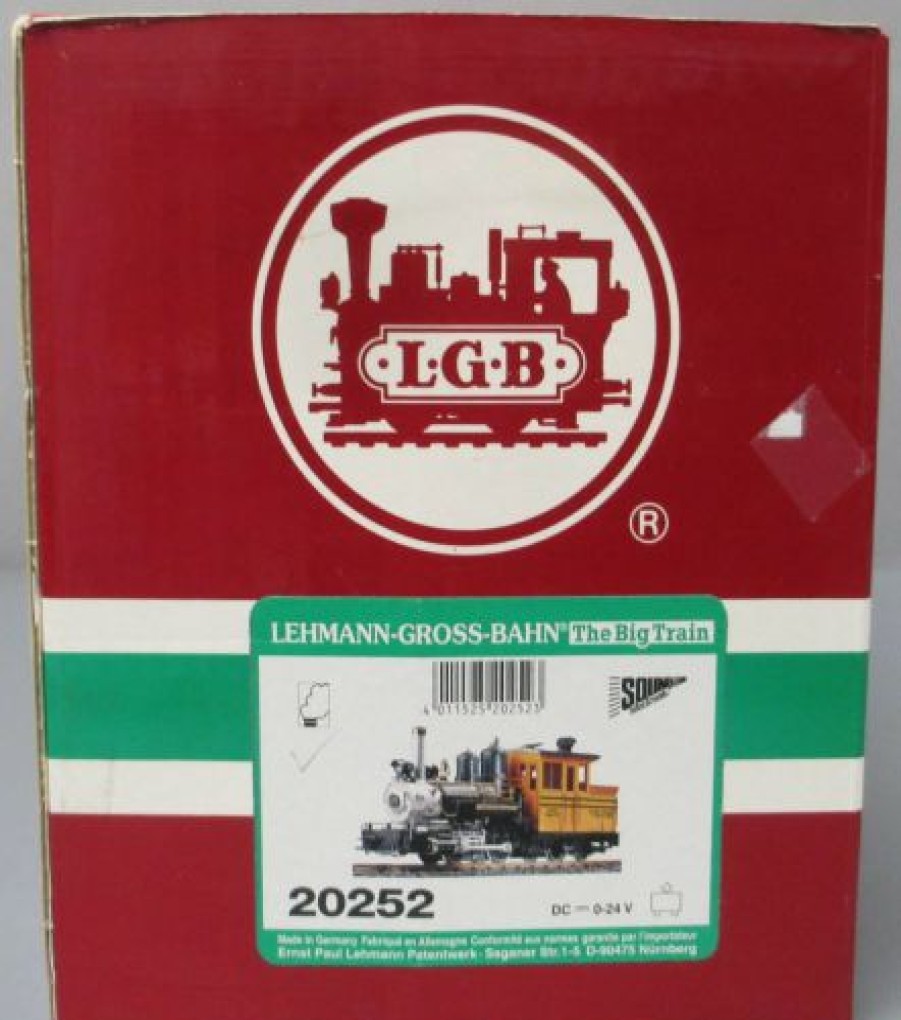 L·G·B
®
LEHMANN-GROSS-BAHN® The Big Train
4 011525 202523
SOUND
20252
DC ⎓ 0-24 V
Made in Germany Fabriqué en Allemagne Conformité aux normes garantie par l'importateur
Ernst Paul Lehmann Patentwerk · Saganer Str. 1-5 D-90475 Nürnberg